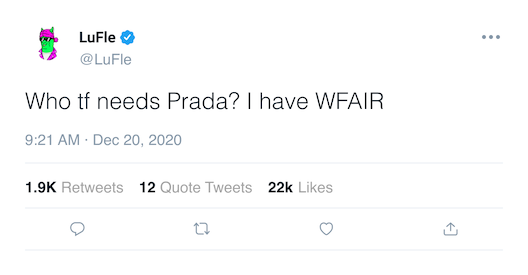 LuFle
@LuFle
Who tf needs Prada? I have WFAIR
9:21 AM · Dec 20, 2020
1.9K Retweets 12 Quote Tweets 22k Likes